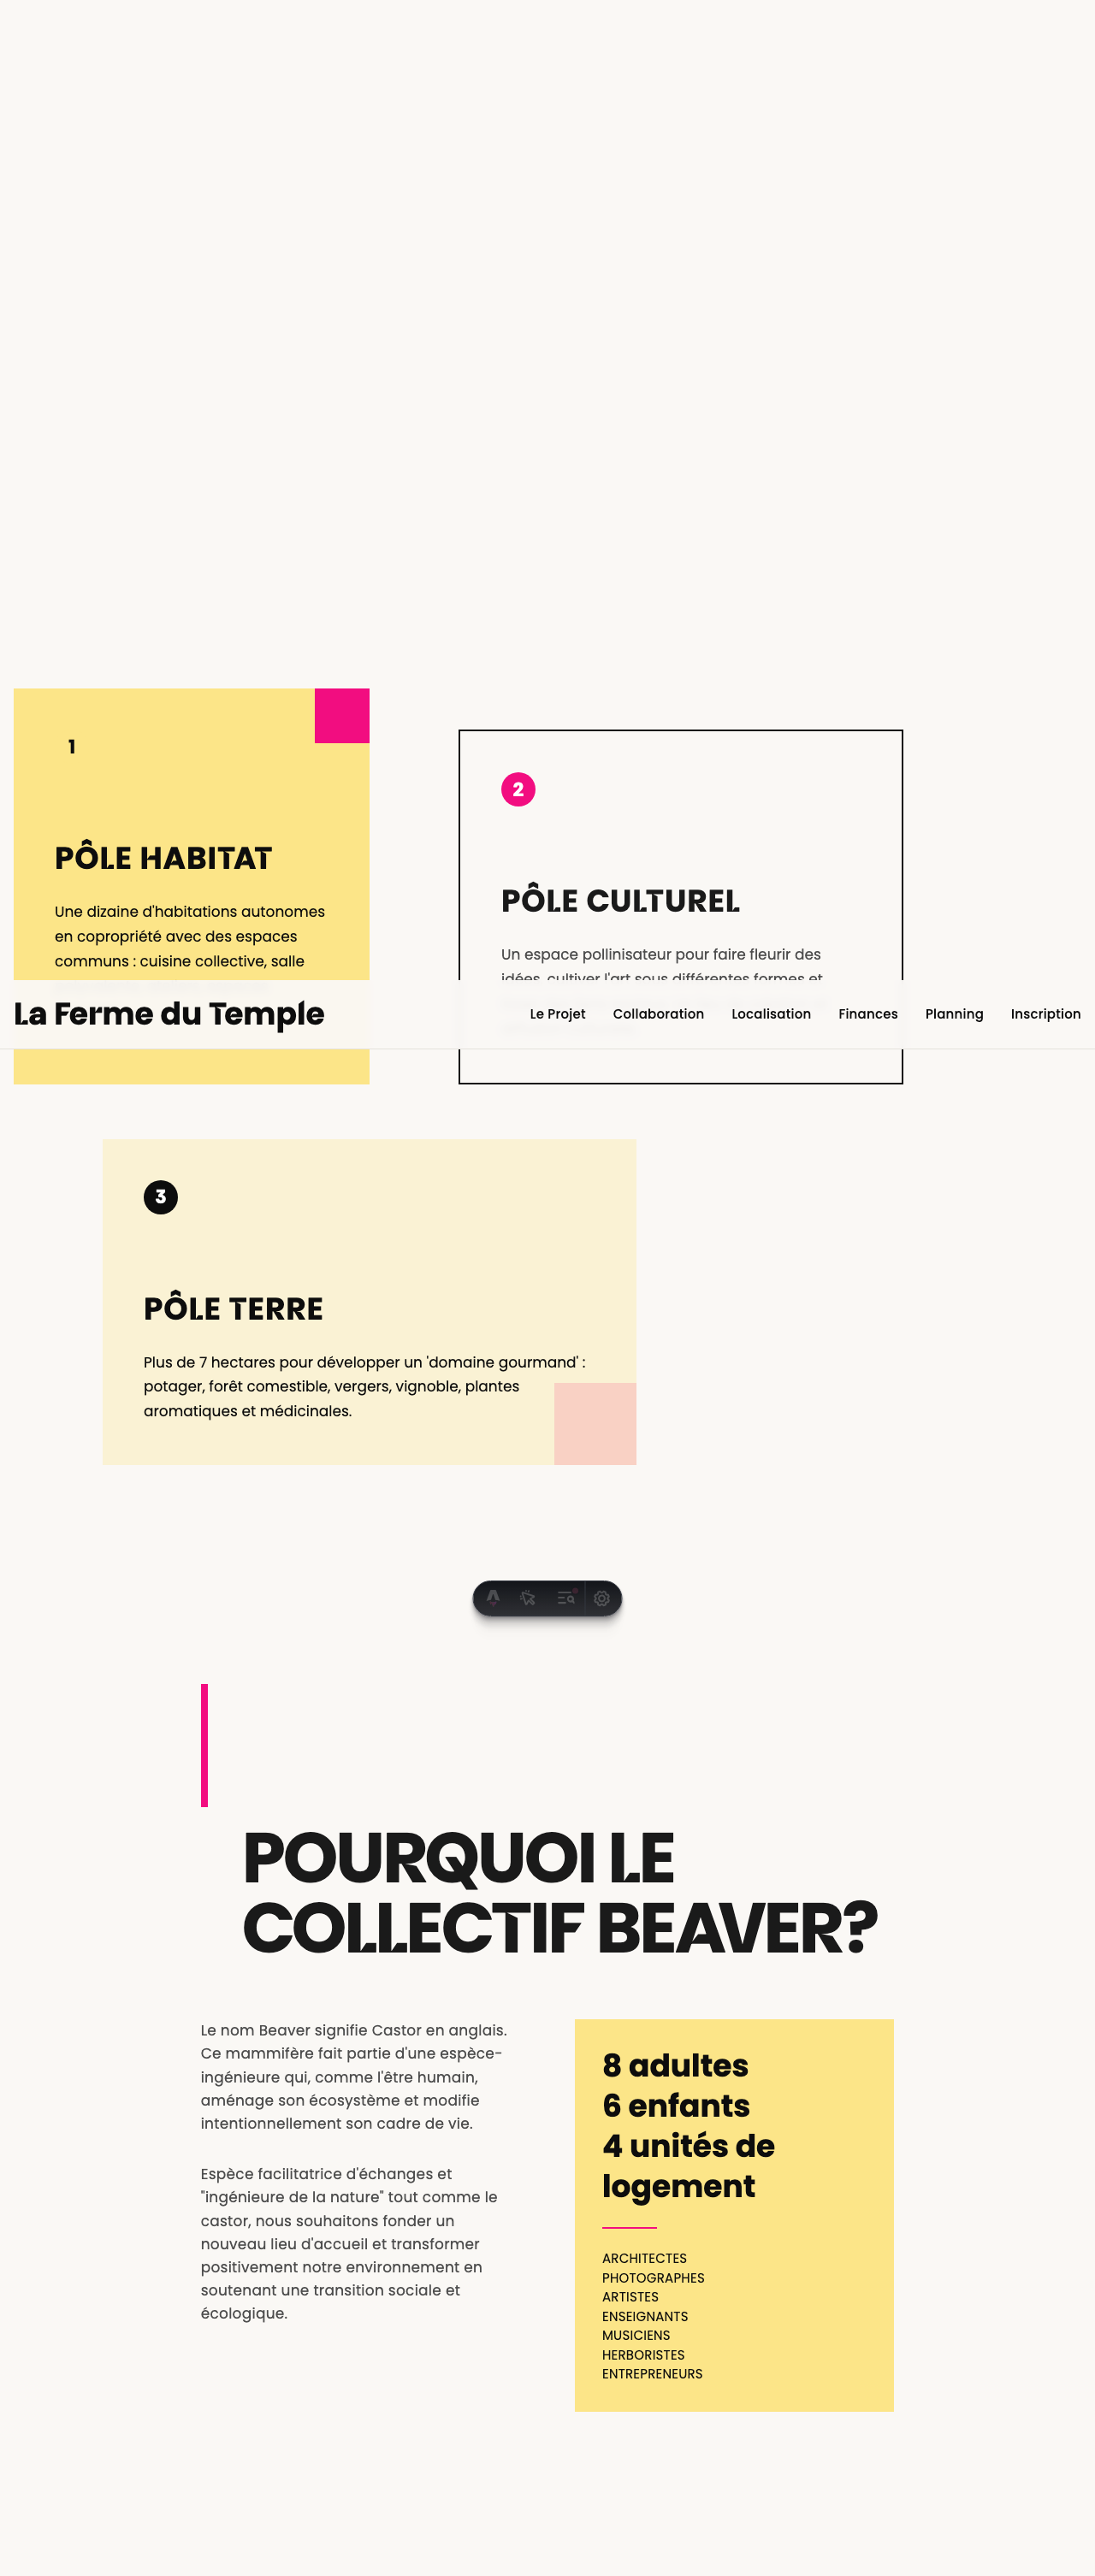 1
PÔLE HABITAT
Une dizaine d'habitations autonomes
en copropriété avec des espaces
communs : cuisine collective, salle
2
PÔLE CULTUREL
Un espace pollinisateur pour faire fleurir des
idées, cultiver l'art sous différentes formes et
La Ferme du Temple
Le Projet
Collaboration
Localisation
Finances
Planning
Inscription
3
PÔLE TERRE
Plus de 7 hectares pour développer un 'domaine gourmand' :
potager, forêt comestible, vergers, vignoble, plantes
aromatiques et médicinales.
POURQUOI LE
COLLECTIF BEAVER?
Le nom Beaver signifie Castor en anglais.
Ce mammifère fait partie d'une espèce-
ingénieure qui, comme l'être humain,
aménage son écosystème et modifie
intentionnellement son cadre de vie.
Espèce facilitatrice d'échanges et
"ingénieure de la nature" tout comme le
castor, nous souhaitons fonder un
nouveau lieu d'accueil et transformer
positivement notre environnement en
soutenant une transition sociale et
écologique.
8 adultes
6 enfants
4 unités de
logement
ARCHITECTES
PHOTOGRAPHES
ARTISTES
ENSEIGNANTS
MUSICIENS
HERBORISTES
ENTREPRENEURS